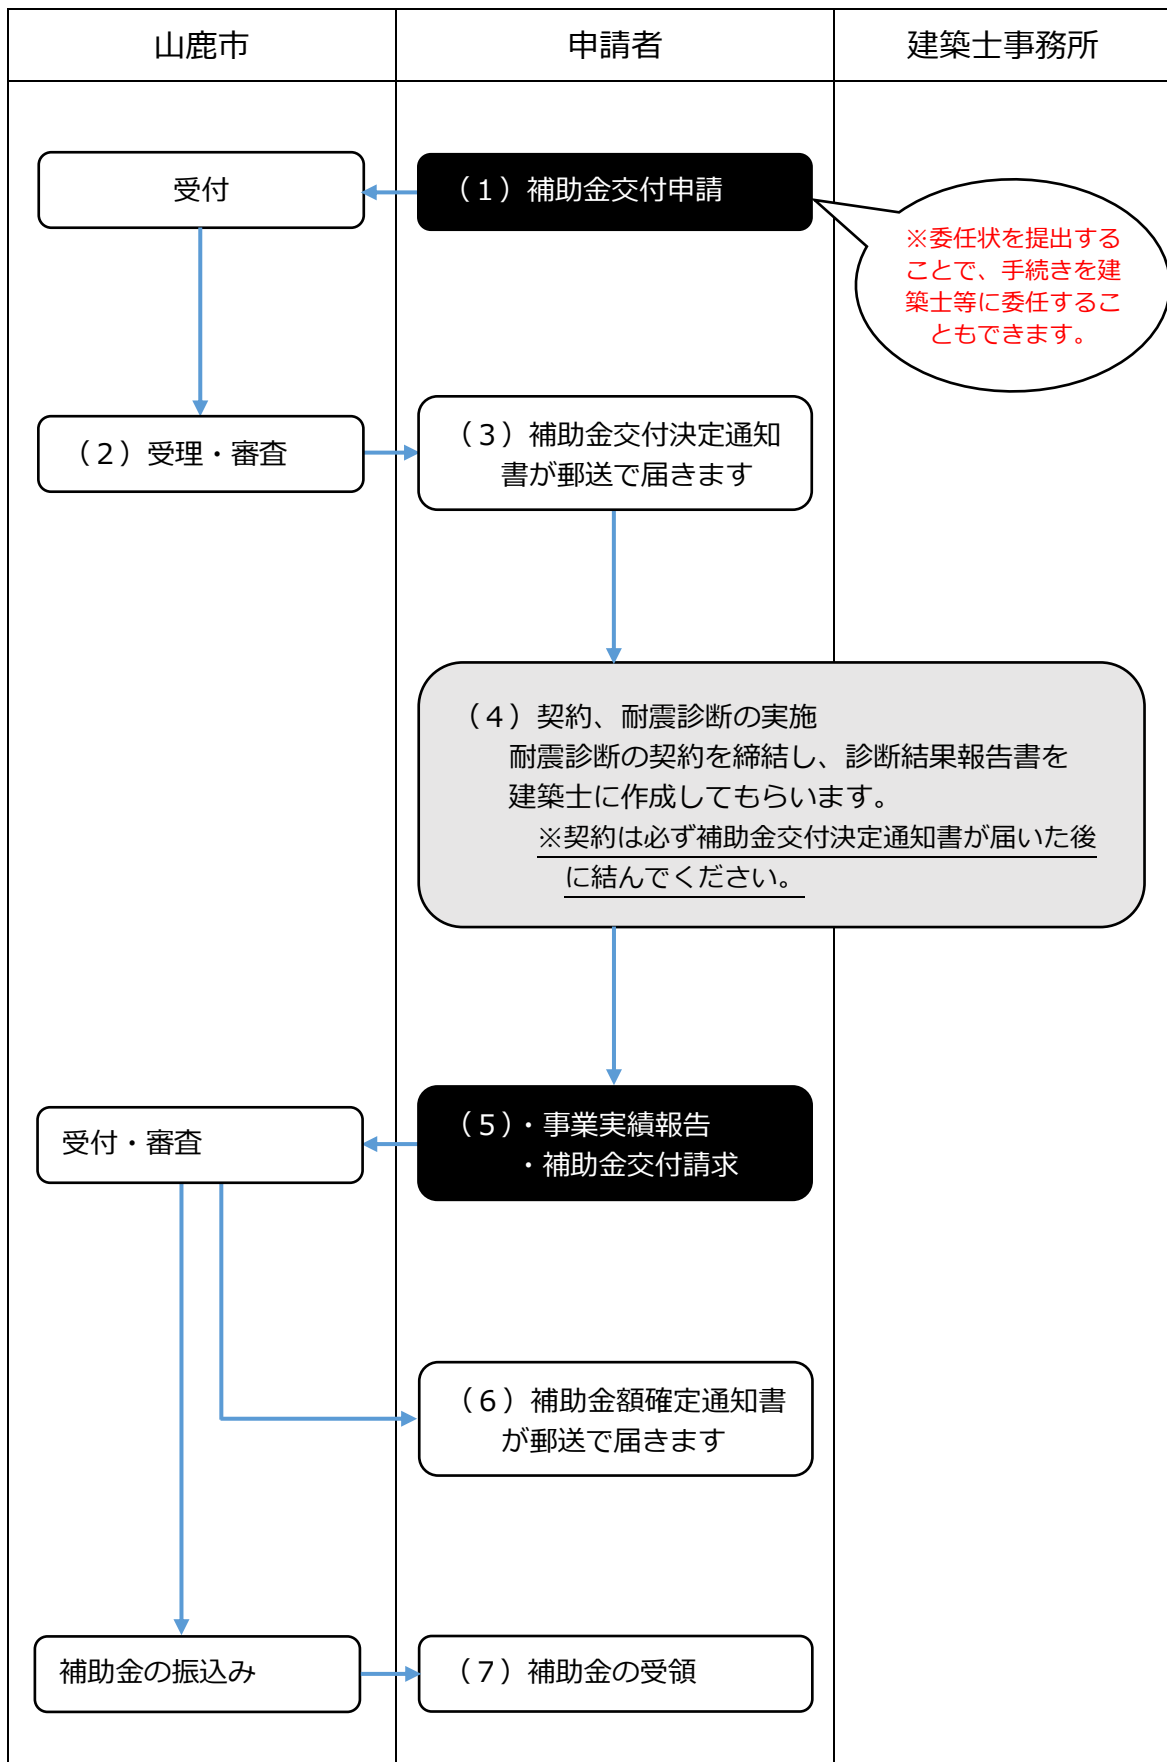 山鹿市
申請者
建築士事務所
受付
（１）補助金交付申請
※委任状を提出する
ことで、手続きを建
築士等に委任するこ
ともできます。
（２）受理・審査
（３）補助金交付決定通知
書が郵送で届きます
（４）契約、耐震診断の実施
耐震診断の契約を締結し、診断結果報告書を
建築士に作成してもらいます。
※契約は必ず補助金交付決定通知書が届いた後
に結んでください。
受付・審査
（５）・事業実績報告
・補助金交付請求
（６）補助金額確定通知書
が郵送で届きます
補助金の振込み
（７）補助金の受領